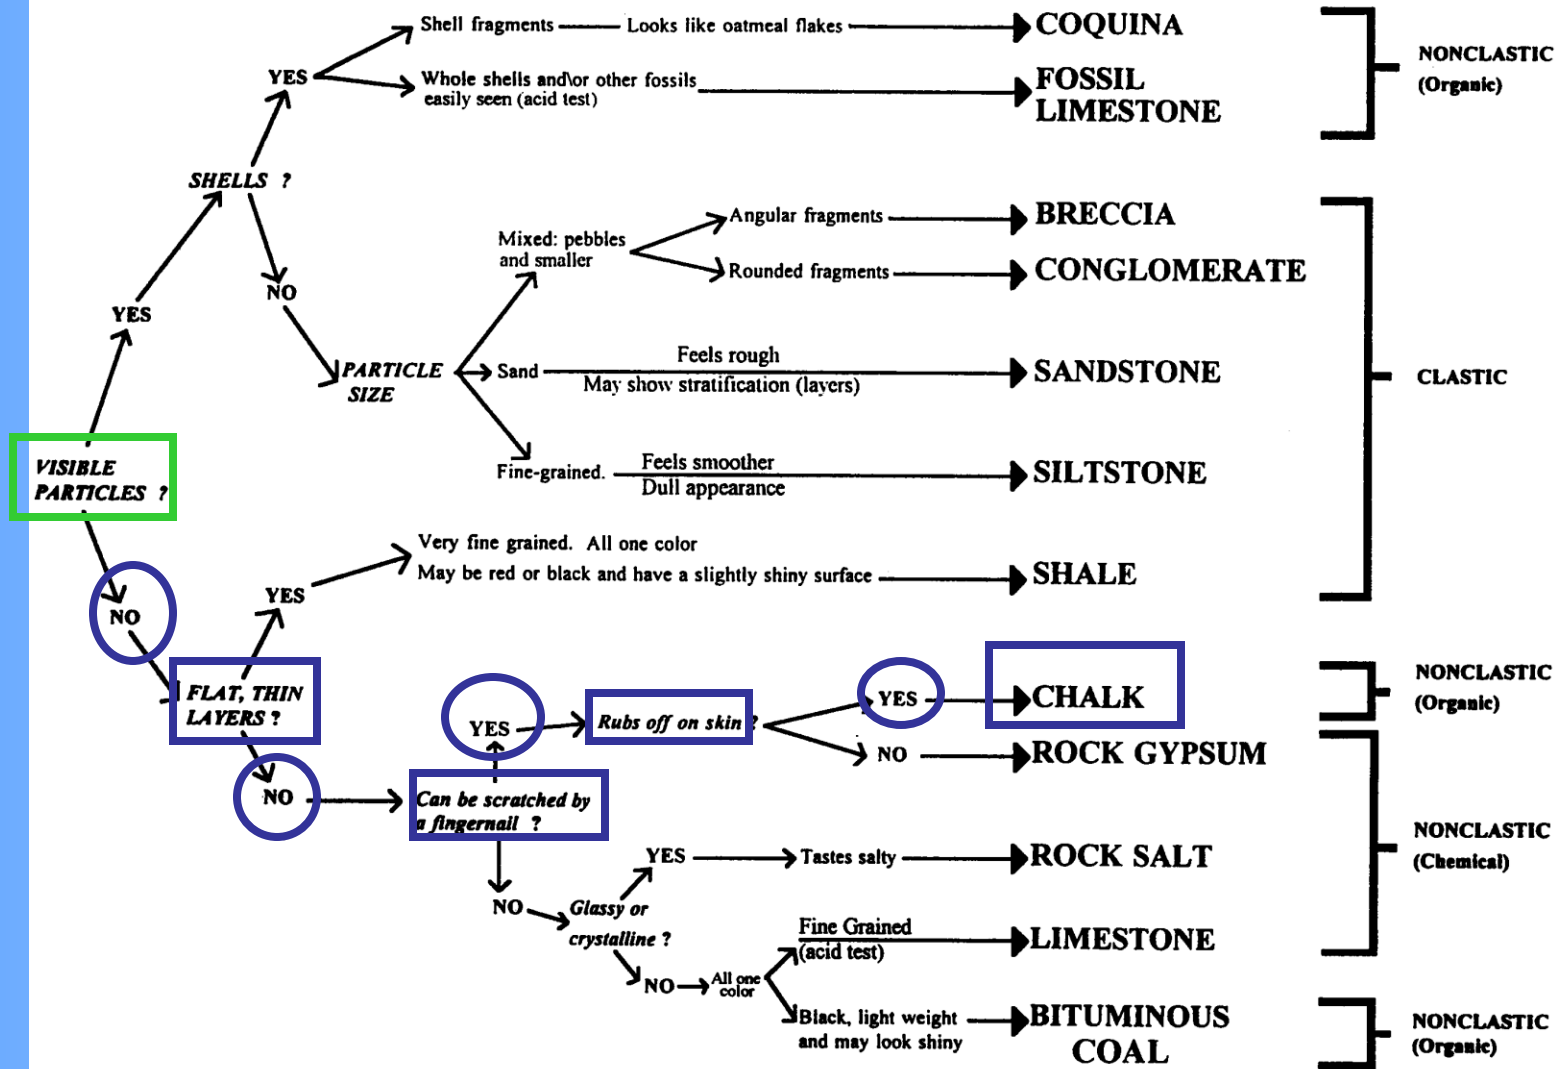 Shell fragments
Looks like oatmeal flakes
COQUINA
NONCLASTIC
(Organic)
YES
Whole shells and\or other fossils
easily seen (acid test)
FOSSIL
LIMESTONE
SHELLS ?
NO
YES
Mixed: pebbles
and smaller
Angular fragments
BRECCIA
Rounded fragments
CONGLOMERATE
PARTICLE
SIZE
Sand
Feels rough
May show stratification (layers)
SANDSTONE
CLASTIC
Fine-grained.
Feels smoother
Dull appearance
SILTSTONE
VISIBLE
PARTICLES ?
NO
YES
Very fine grained. All one color
May be red or black and have a slightly shiny surface
SHALE
FLAT, THIN
LAYERS ?
NO
YES
Rubs off on skin ?
YES
CHALK
NONCLASTIC
(Organic)
NO
ROCK GYPSUM
Can be scratched by
a fingernail ?
NO
Glassy or
crystalline ?
YES
Tastes salty
ROCK SALT
NONCLASTIC
(Chemical)
NO
All one
color
Fine Grained
(acid test)
LIMESTONE
Black, light weight
and may look shiny
BITUMINOUS
COAL
NONCLASTIC
(Organic)